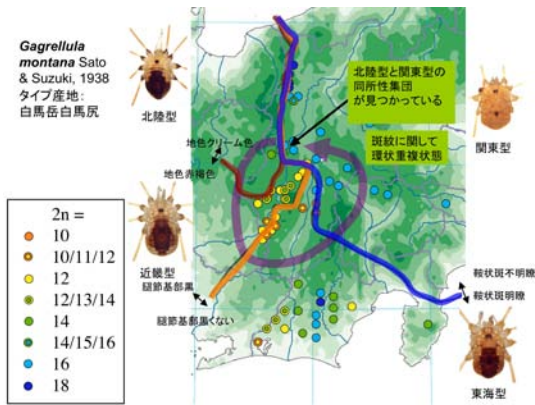 Gagrellula
montana Sato
& Suzuki, 1938
タイプ産地:
白馬岳白馬尻
北陸型
北陸型と関東型の
同所性集団
が見つかっている
関東型
斑紋に関して
環状重複状態
地色クリーム色
地色赤褐色
近畿型
腿節基部黒
腿節基部黒くない
鞍状斑不明瞭
鞍状斑明瞭
東海型
2n =
10
10/11/12
12
12/13/14
14
14/15/16
16
18